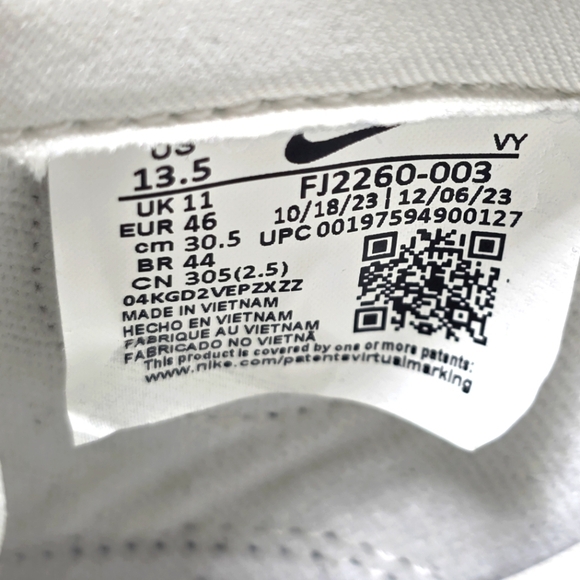 US
13.5
UK 11
EUR 46
cm 30.5
BR 44
CN 305(2.5)
04KGD2VEPZXZZ
MADE IN VIETNAM
HECHO EN VIETNAM
FABRIQUE AU VIETNAM
FABRICADO NO VIETNÃ
VY
FJ2260-003
10/18/23 | 12/06/23
UPC 00197594900127
This product is covered by one or more patents:
www.nike.com/patentsvirtualmarking